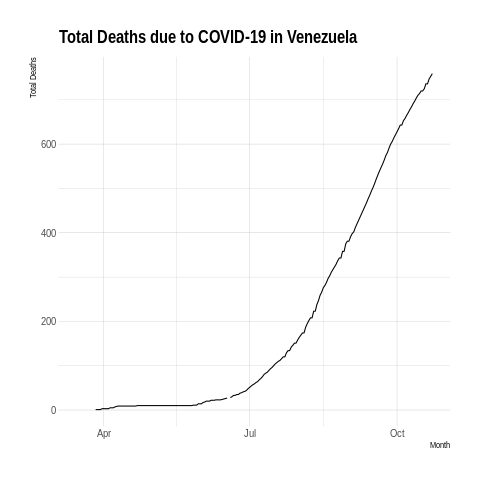 Total Deaths due to COVID-19 in Venezuela
Total Deaths
600
400
200
0
Apr Jul Oct
Month